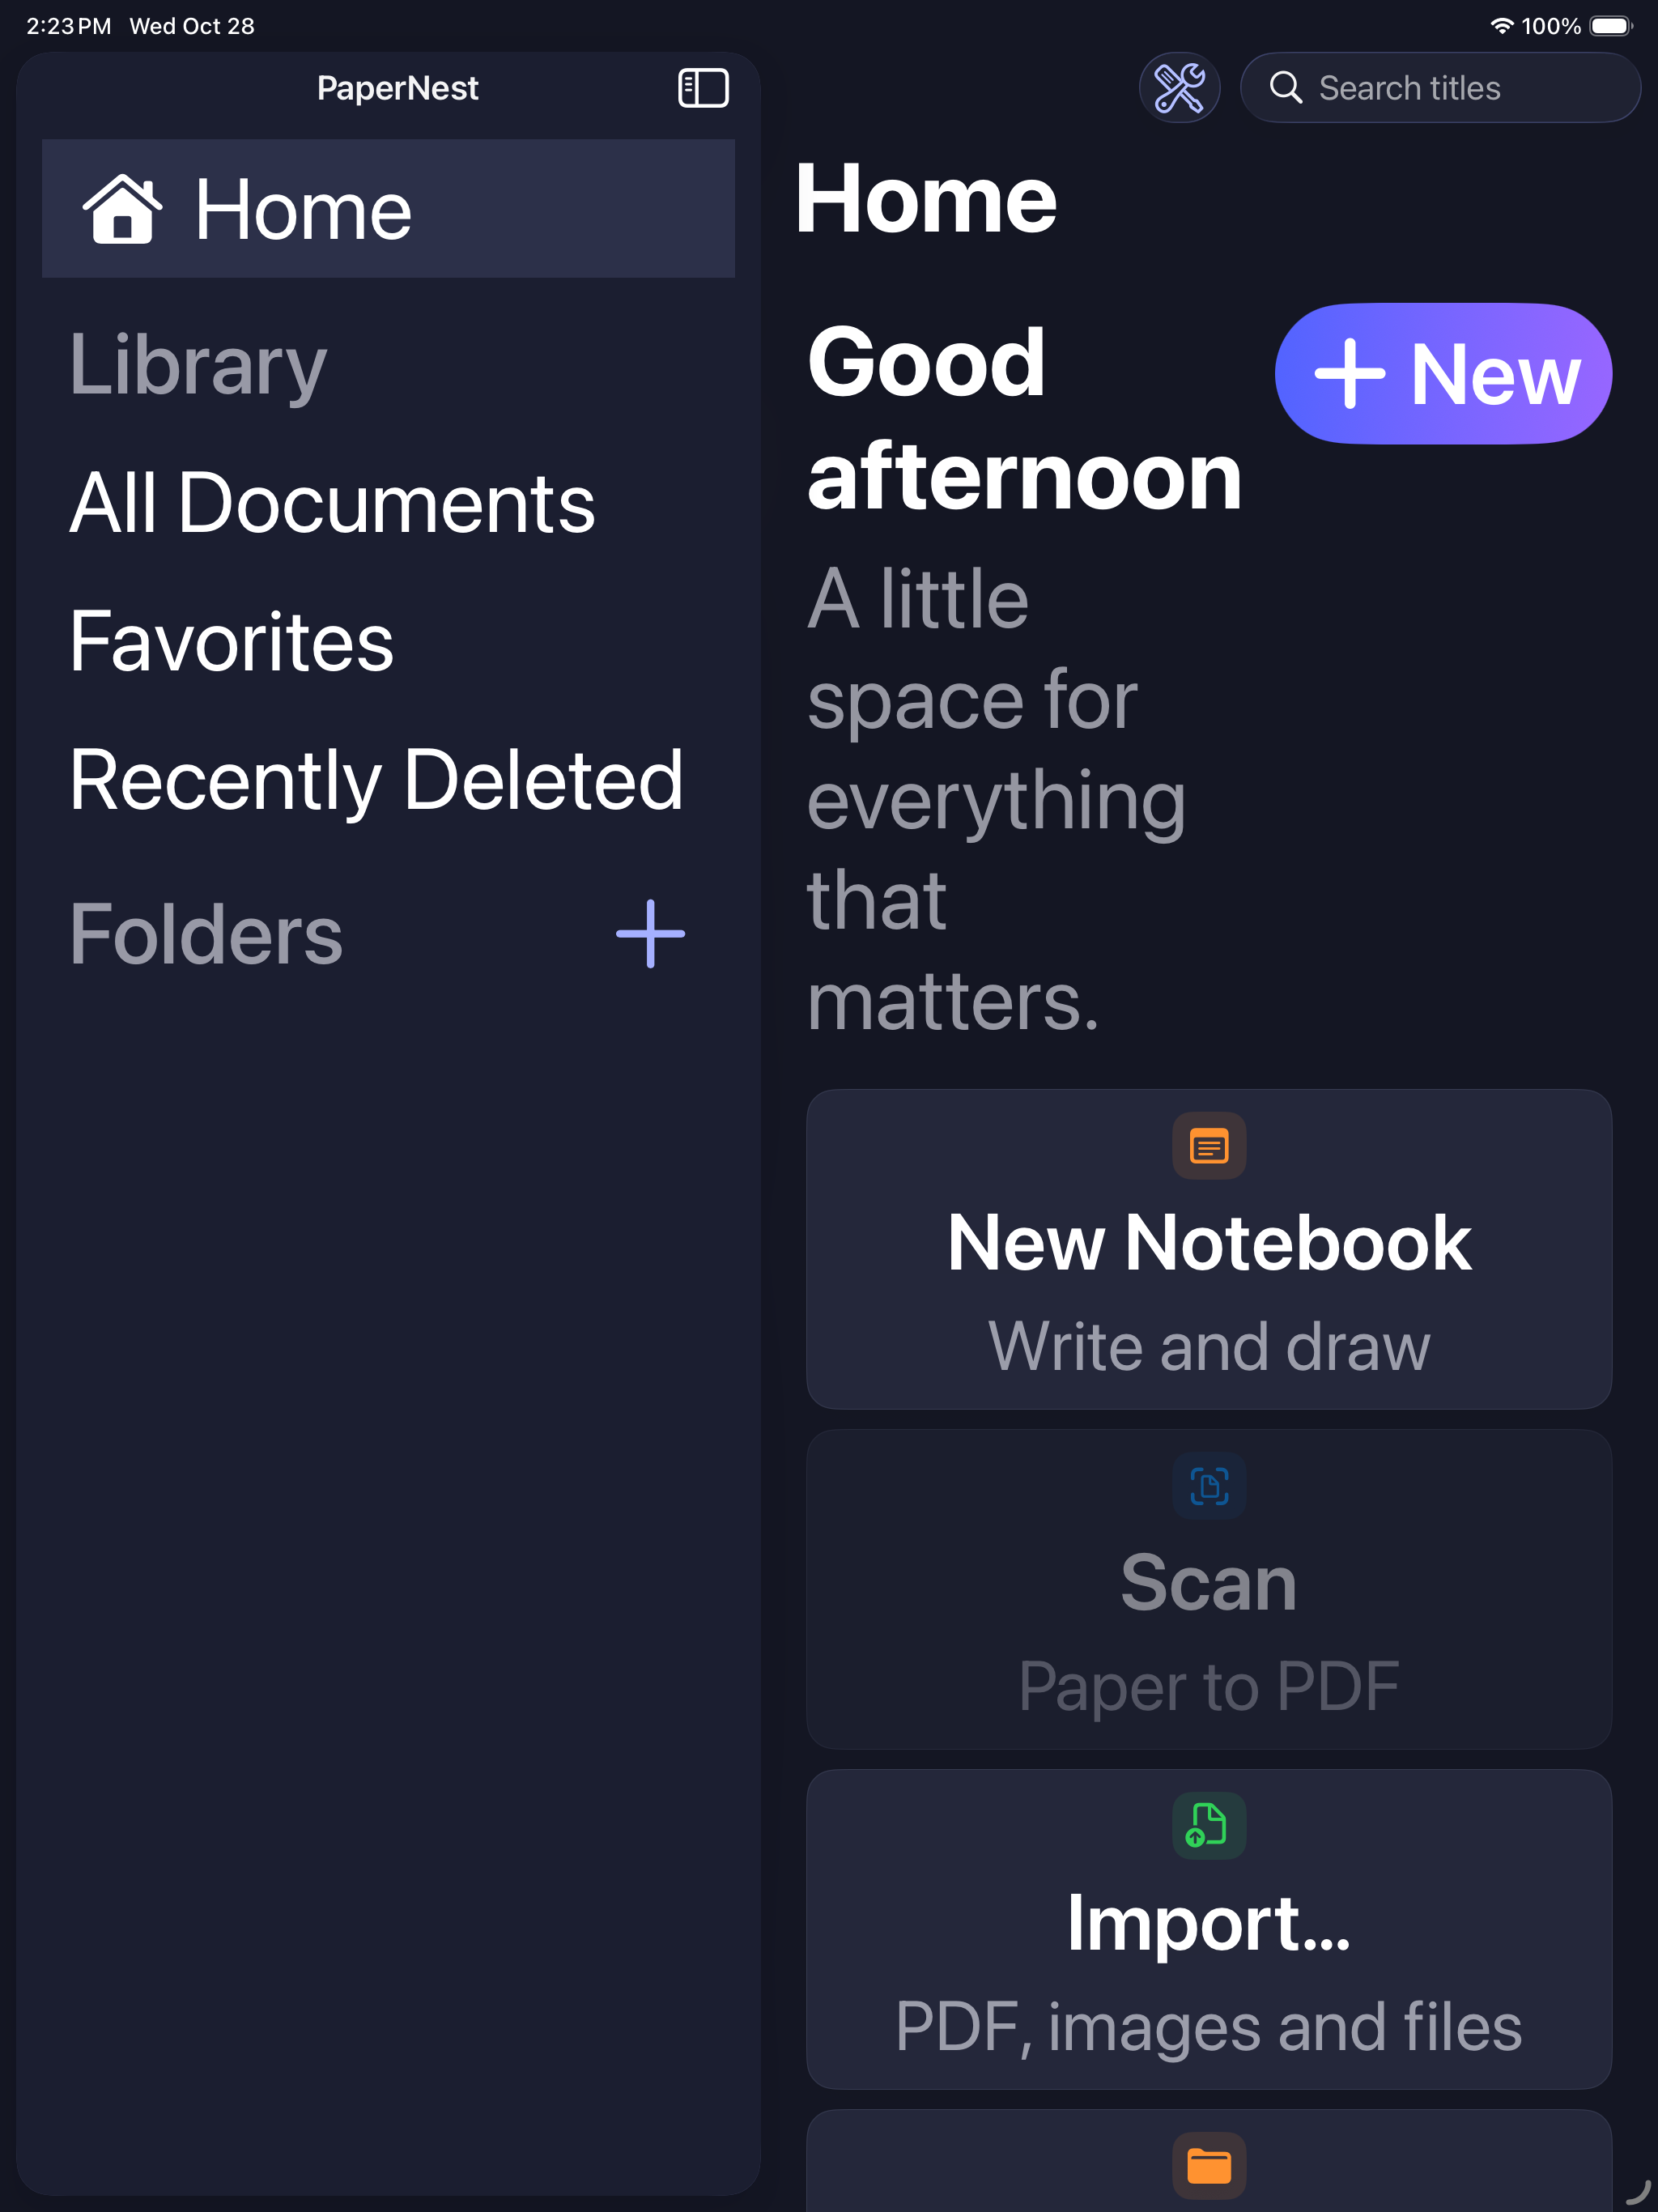 2:23 PM Wed Oct 28
100%
PaperNest
Search titles
Home
Library
All Documents
Favorites
Recently Deleted
Folders
Home
Good
afternoon
New
A little
space for
everything
that
matters.
New Notebook
Write and draw
Scan
Paper to PDF
Import...
PDF, images and files